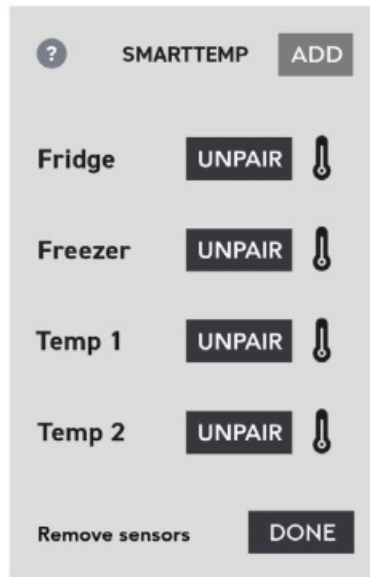 ? SMARTTEMP ADD
Fridge UNPAIR
Freezer UNPAIR
Temp 1 UNPAIR
Temp 2 UNPAIR
Remove sensors DONE